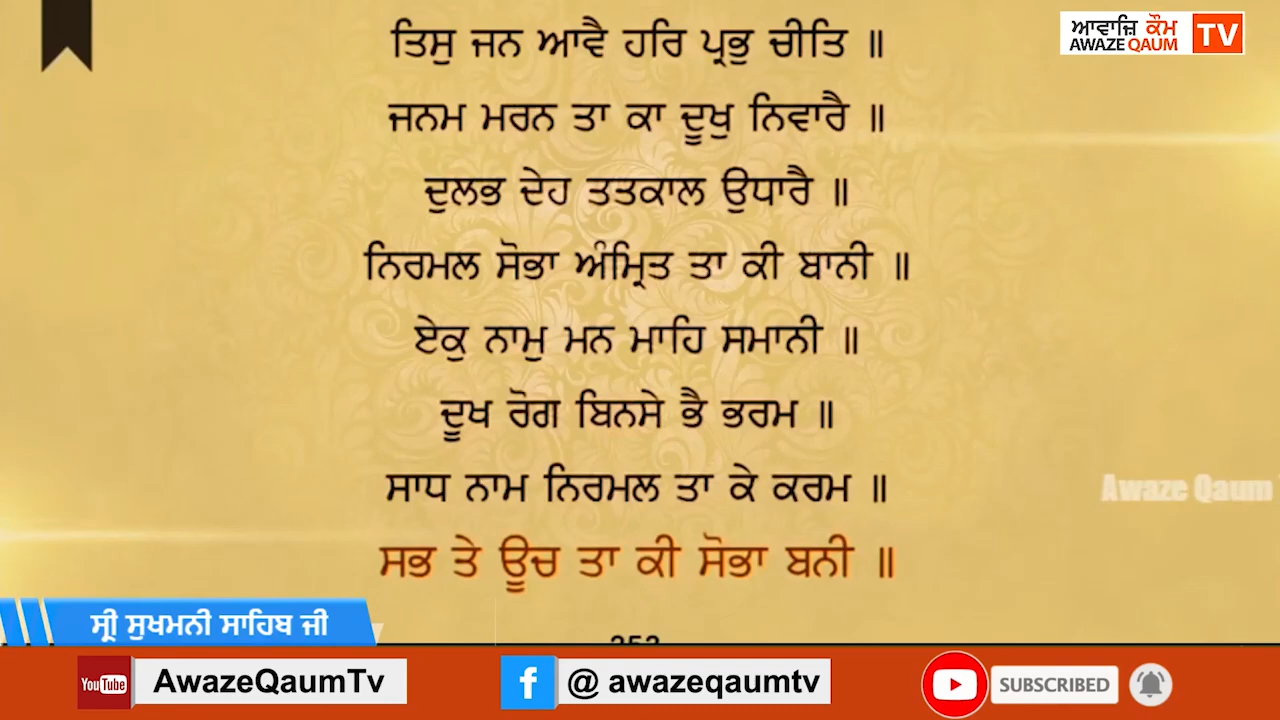 ਆਵਾਜ਼ਿ ਕੌਮ
AWAZE QAUM
TV
ਤਿਸੁ ਜਨ ਆਵੈ ਹਰਿ ਪ੍ਰਭੁ ਚੀਤਿ ॥
ਜਨਮ ਮਰਨ ਤਾ ਕਾ ਦੂਖੁ ਨਿਵਾਰੈ ॥
ਦੁਲਭ ਦੇਹ ਤਤਕਾਲ ਉਧਾਰੈ ॥
ਨਿਰਮਲ ਸੋਭਾ ਅੰਮ੍ਰਿਤ ਤਾ ਕੀ ਬਾਨੀ ॥
ਏਕੁ ਨਾਮੁ ਮਨ ਮਾਹਿ ਸਮਾਨੀ ॥
ਦੂਖ ਰੋਗ ਬਿਨਸੇ ਭੈ ਭਰਮ ॥
ਸਾਧ ਨਾਮ ਨਿਰਮਲ ਤਾ ਕੇ ਕਰਮ ॥
Awaze Qaum
ਸਭ ਤੇ ਊਚ ਤਾ ਕੀ ਸੋਭਾ ਬਨੀ ॥
ਸ੍ਰੀ ਸੁਖਮਨੀ ਸਾਹਿਬ ਜੀ
YouTube AwazeQaumTv
f @ awazeqaumtv
SUBSCRIBED